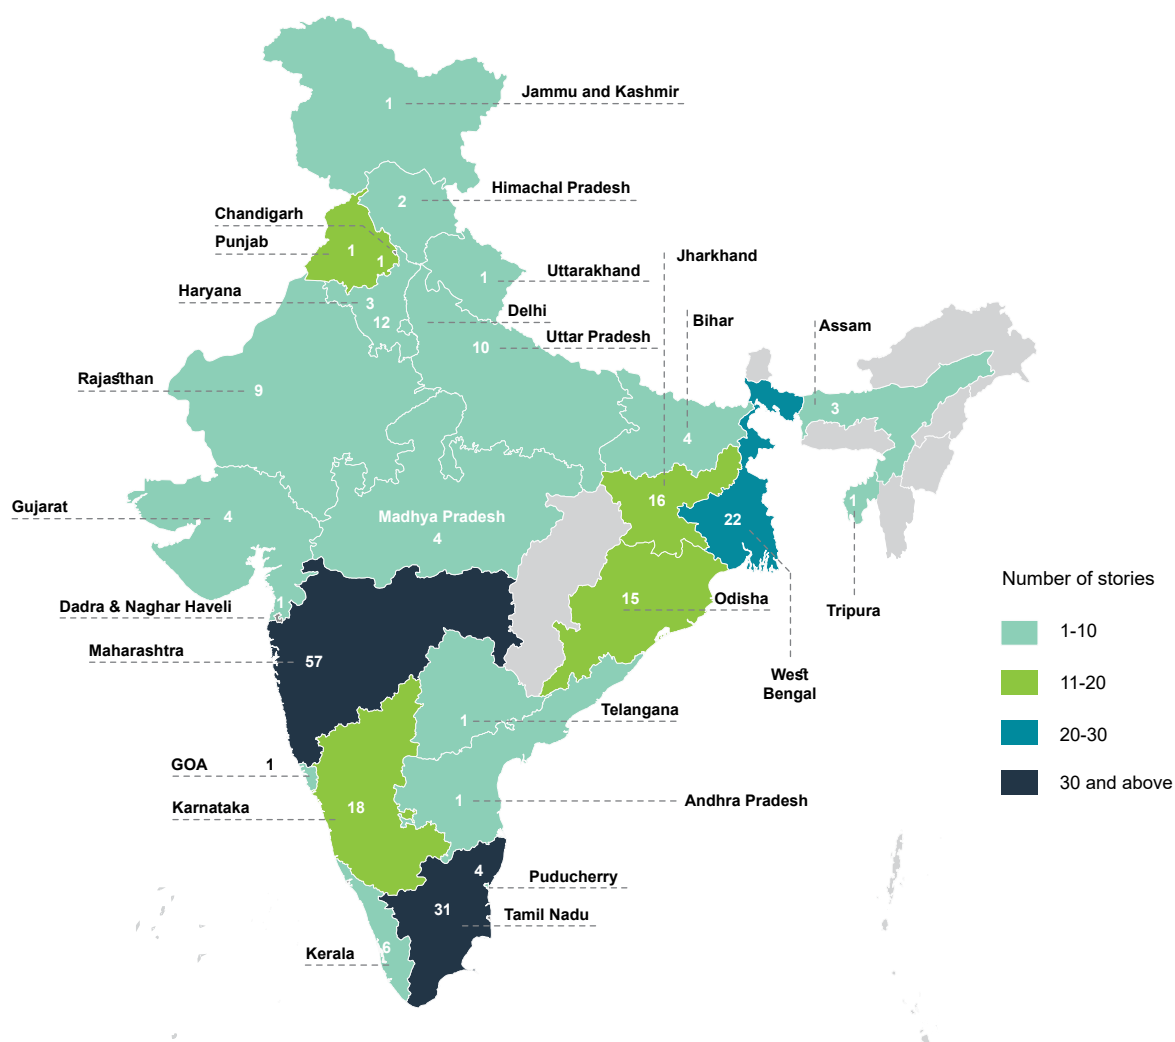 Jammu and Kashmir
1
Himachal Pradesh
2
Chandigarh
Punjab
1
1
Jharkhand
Uttarakhand
1
Haryana
3
Delhi
12
Bihar
Assam
Uttar Pradesh
10
Rajasthan
9
3
4
Gujarat
4
Madhya Pradesh
4
16
22
1
Number of stories
1-10
11-20
20-30
30 and above
Dadra & Naghar Haveli
1
15
Odisha
Tripura
Maharashtra
57
West
Bengal
Telangana
1
GOA
1
Karnataka
18
Andhra Pradesh
1
4
Puducherry
31
Tamil Nadu
Kerala
6